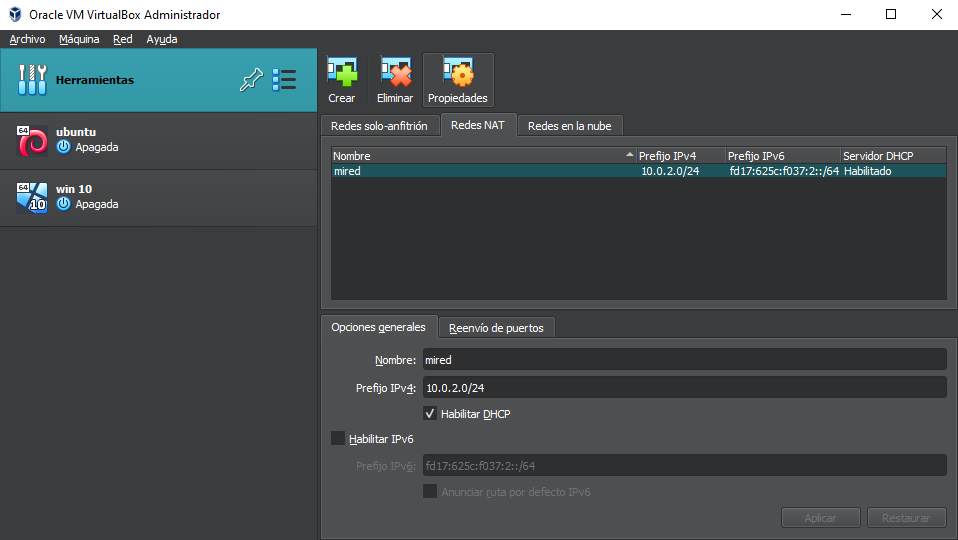 Oracle VM VirtualBox Administrador
Archivo Máquina Red Ayuda
Herramientas
64
ubuntu
Apagada
64
10
win 10
Apagada
Crear Eliminar Propiedades
Redes solo-anfitrión Redes NAT Redes en la nube
Nombre Prefijo IPv4 Prefijo IPv6 Servidor DHCP
mired 10.0.2.0/24 fd17:625c:f037:2::/64 Habilitado
Opciones generales Reenvío de puertos
Nombre: mired
Prefijo IPv4: 10.0.2.0/24
Habilitar DHCP
Habilitar IPv6
Prefijo IPv6: fd17:625c:f037:2::/64
Anunciar ruta por defecto IPv6
Aplicar Restaurar